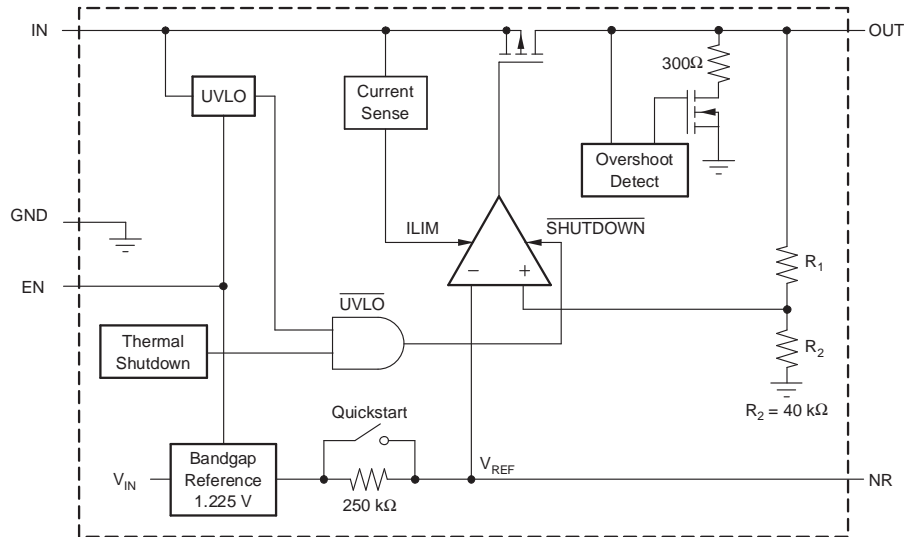 IN
OUT
300Ω
UVLO
Current
Sense
Overshoot
Detect
GND
ILIM
SHUTDOWN
R1
EN
− +
UVLO
Thermal
Shutdown
R2
R2 = 40 kΩ
Quickstart
Bandgap
Reference
1.225 V
VIN
VREF
NR
250 kΩ